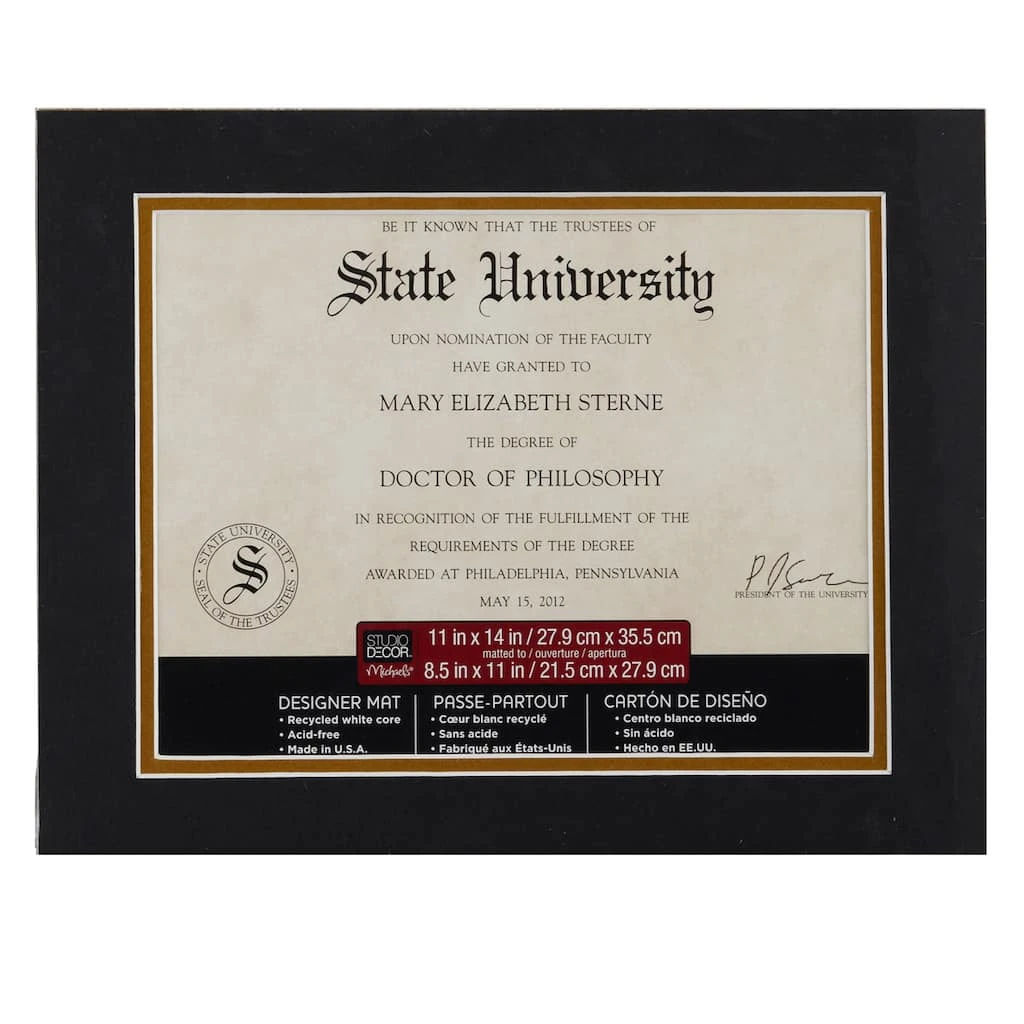 BE IT KNOWN THAT THE TRUSTEES OF
State University
UPON NOMINATION OF THE FACULTY
HAVE GRANTED TO
MARY ELIZABETH STERNE
THE DEGREE OF
DOCTOR OF PHILOSOPHY
IN RECOGNITION OF THE FULFILLMENT OF THE
REQUIREMENTS OF THE DEGREE
AWARDED AT PHILADELPHIA, PENNSYLVANIA
MAY 15, 2012
STATE UNIVERSITY
S
SEAL OF THE TRUSTEES
PRESIDENT OF THE UNIVERSITY
STUDIO
DECOR
Michaels®
11 in x 14 in / 27.9 cm x 35.5 cm
matted to / ouverture / apertura
8.5 in x 11 in / 21.5 cm x 27.9 cm
DESIGNER MAT
• Recycled white core
• Acid-free
• Made in U.S.A.
PASSE-PARTOUT
• Cœur blanc recyclé
• Sans acide
• Fabriqué aux États-Unis
CARTÓN DE DISEÑO
• Centro blanco reciclado
• Sin ácido
• Hecho en EE.UU.